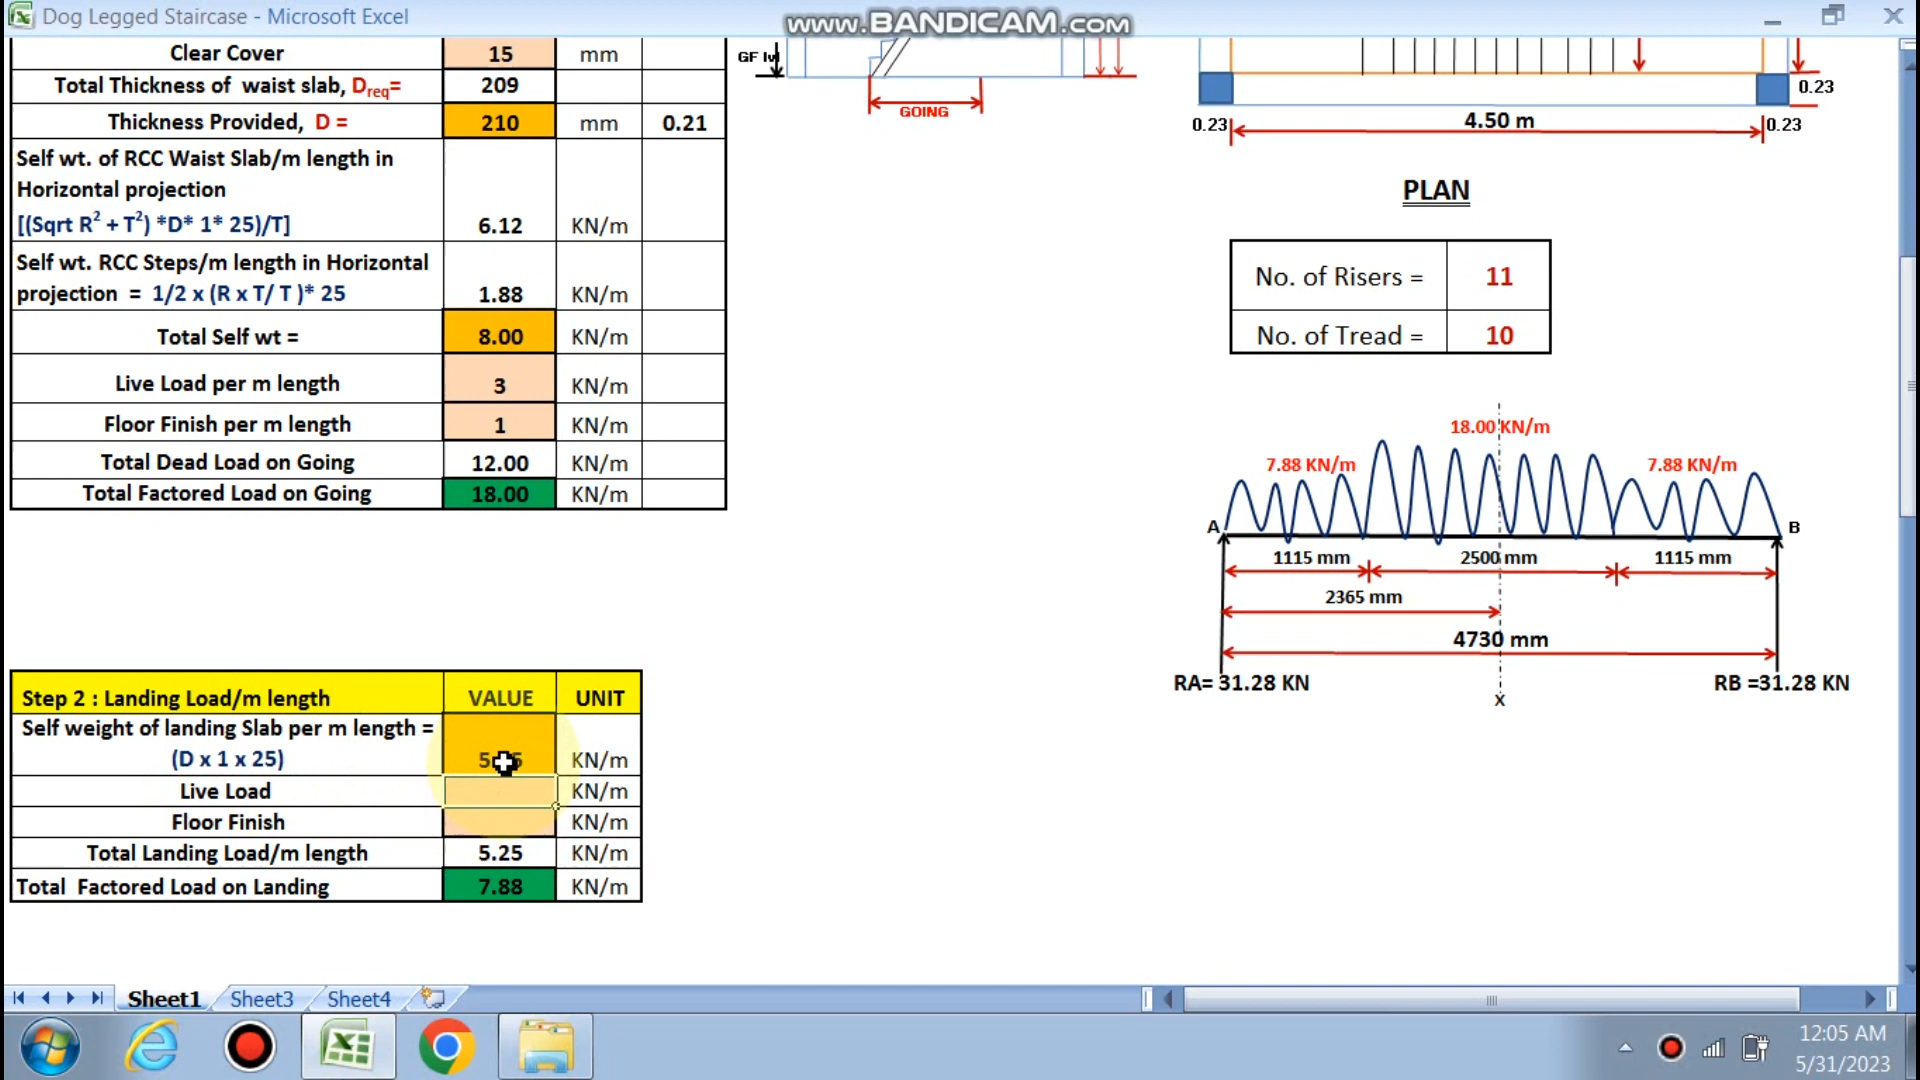 Dog Legged Staircase - Microsoft Excel
www.BANDICAM.com
Clear Cover 15 mm
Total Thickness of waist slab, Dreq= 209
Thickness Provided, D = 210 mm 0.21
Self wt. of RCC Waist Slab/m length in
Horizontal projection
[(Sqrt R² + T²) *D* 1* 25)/T] 6.12 KN/m
Self wt. RCC Steps/m length in Horizontal
projection = 1/2 x (R x T/ T )* 25 1.88 KN/m
Total Self wt = 8.00 KN/m
Live Load per m length 3 KN/m
Floor Finish per m length 1 KN/m
Total Dead Load on Going 12.00 KN/m
Total Factored Load on Going 18.00 KN/m
GF lvl
GOING
0.23
0.23
4.50 m
0.23
PLAN
No. of Risers = 11
No. of Tread = 10
18.00 KN/m
7.88 KN/m
7.88 KN/m
A
B
1115 mm
2500 mm
1115 mm
2365 mm
4730 mm
RA= 31.28 KN
RB =31.28 KN
X
Step 2 : Landing Load/m length VALUE UNIT
Self weight of landing Slab per m length =
(D x 1 x 25) KN/m
Live Load KN/m
Floor Finish KN/m
Total Landing Load/m length 5.25 KN/m
Total Factored Load on Landing 7.88 KN/m
Sheet1 Sheet3 Sheet4
12:05 AM
5/31/2023